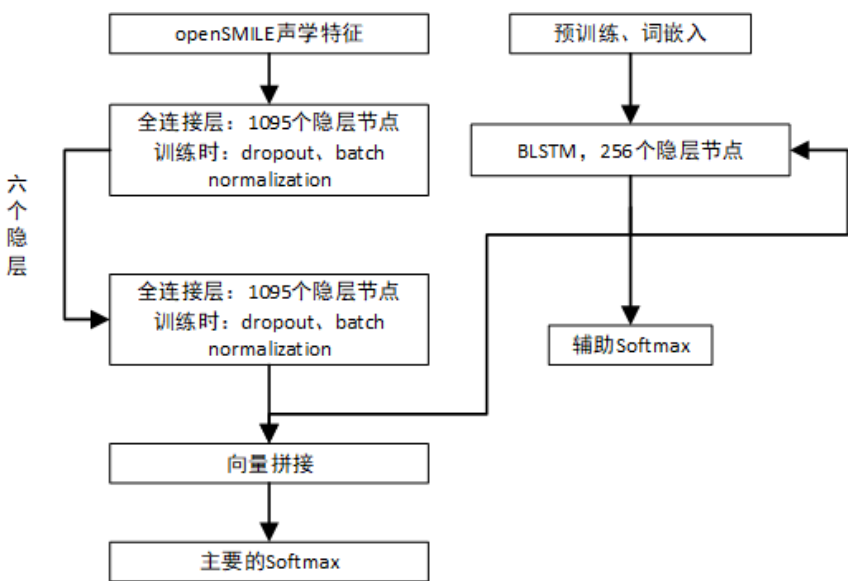 openSMILE声学特征
预训练、词嵌入
全连接层：1095个隐层节点
训练时：dropout、batch
normalization
BLSTM，256个隐层节点
六个隐层
全连接层：1095个隐层节点
训练时：dropout、batch
normalization
辅助Softmax
向量拼接
主要的Softmax